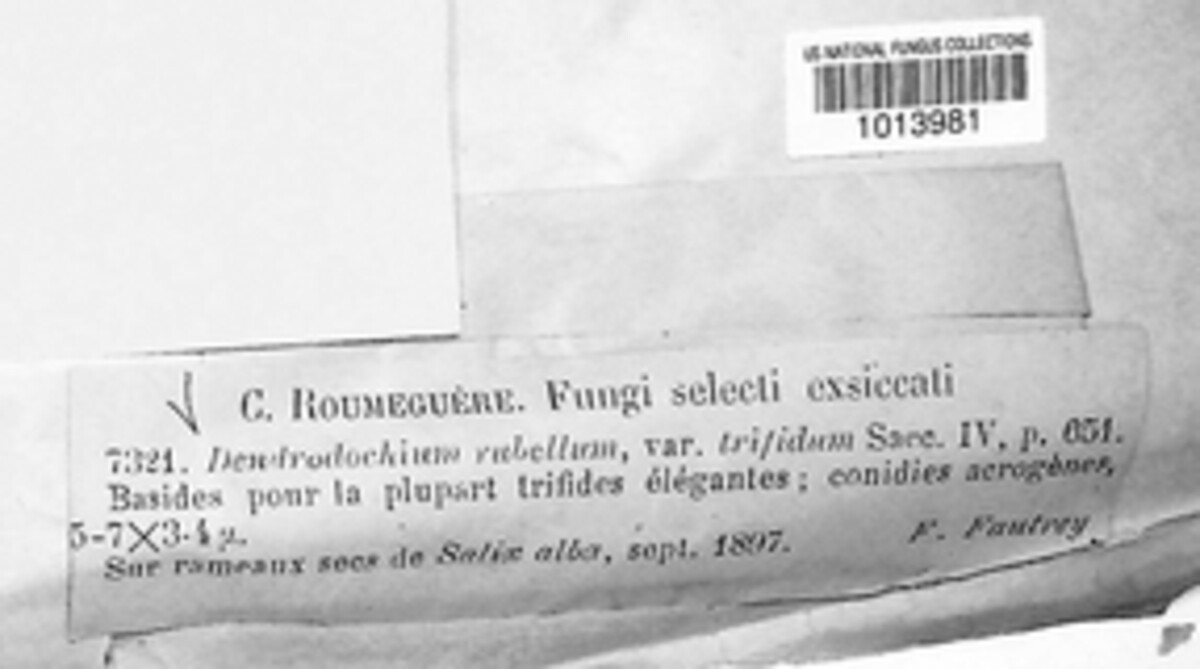 US NATIONAL FUNGUS COLLECTIONS
1013981
C. ROUMEGUÈRE. Fungi selecti exsiccati
7321. Dendrodochium rubellum, var. trifidum Sacc. IV, p. 651.
Basides pour la plupart trifides élégantes ; conidies acrogènes,
5-7×3-4 µ.
Sur rameaux secs de Salix alba, sept. 1897. F. Fautrey